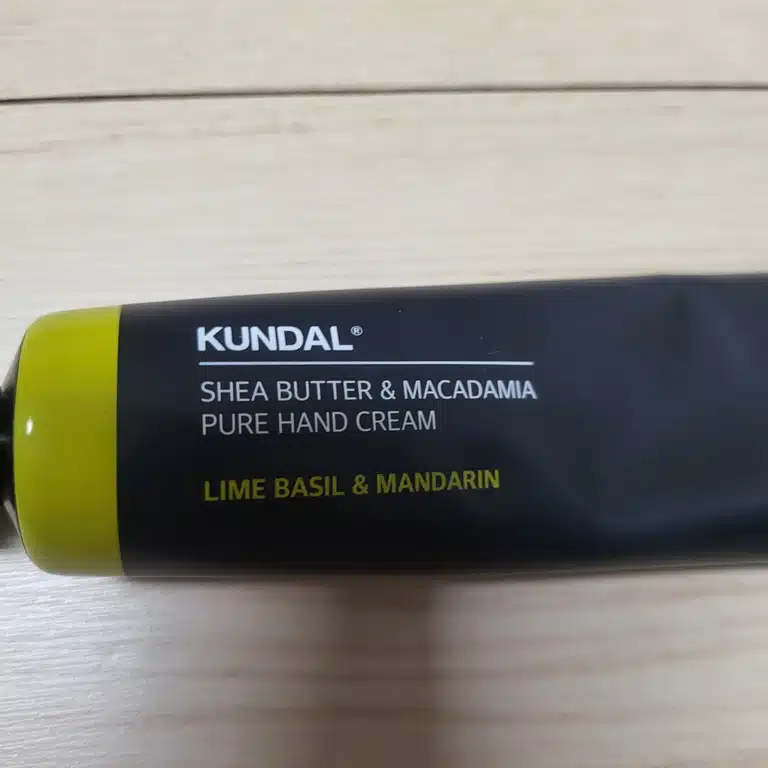 KUNDAL®
SHEA BUTTER & MACADAMIA
PURE HAND CREAM
LIME BASIL & MANDARIN